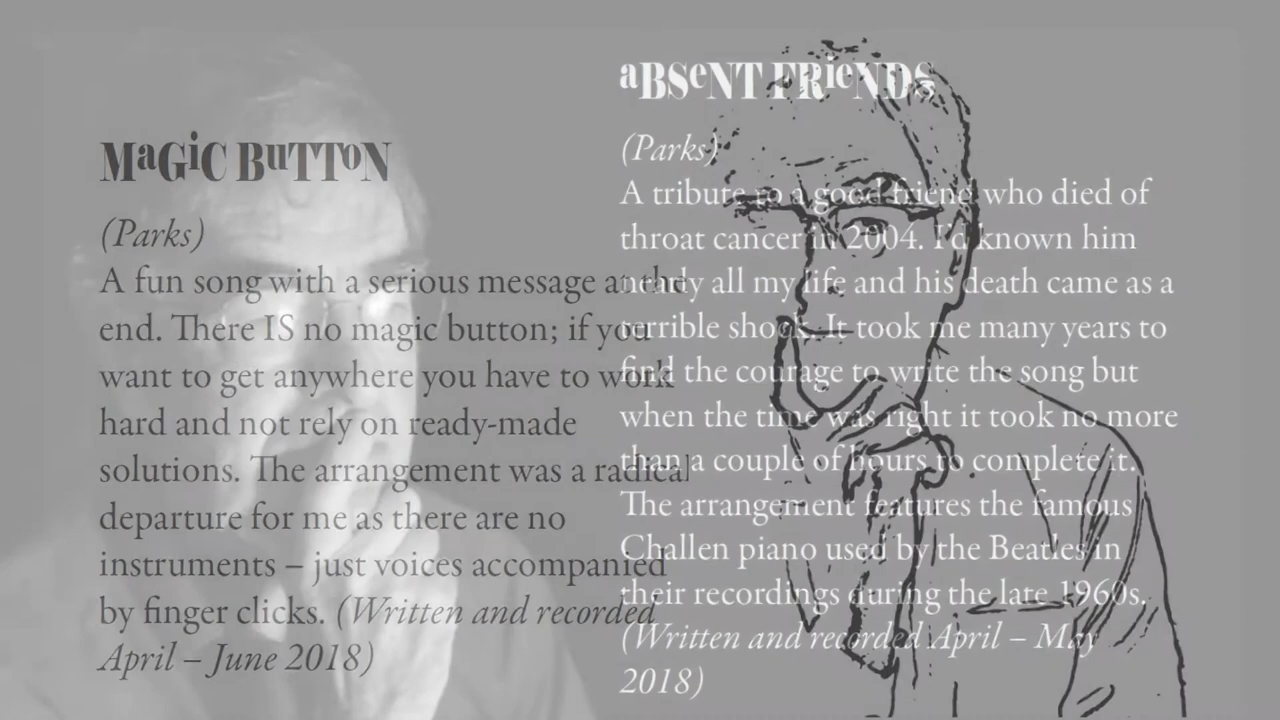 MaGiC BuTToN
(Parks)
A fun song with a serious message at the
end. There IS no magic button; if you
want to get anywhere you have to work
hard and not rely on ready-made
solutions. The arrangement was a radical
departure for me as there are no
instruments – just voices accompanied
by finger clicks. (Written and recorded
April – June 2018)
aBSeNT FRieNDS
(Parks)
A tribute to a good friend who died of
throat cancer in 2004. I'd known him
nearly all my life and his death came as a
terrible shock. It took me many years to
find the courage to write the song but
when the time was right it took no more
than a couple of hours to complete it.
The arrangement features the famous
Challen piano used by the Beatles in
their recordings during the late 1960s.
(Written and recorded April – May
2018)